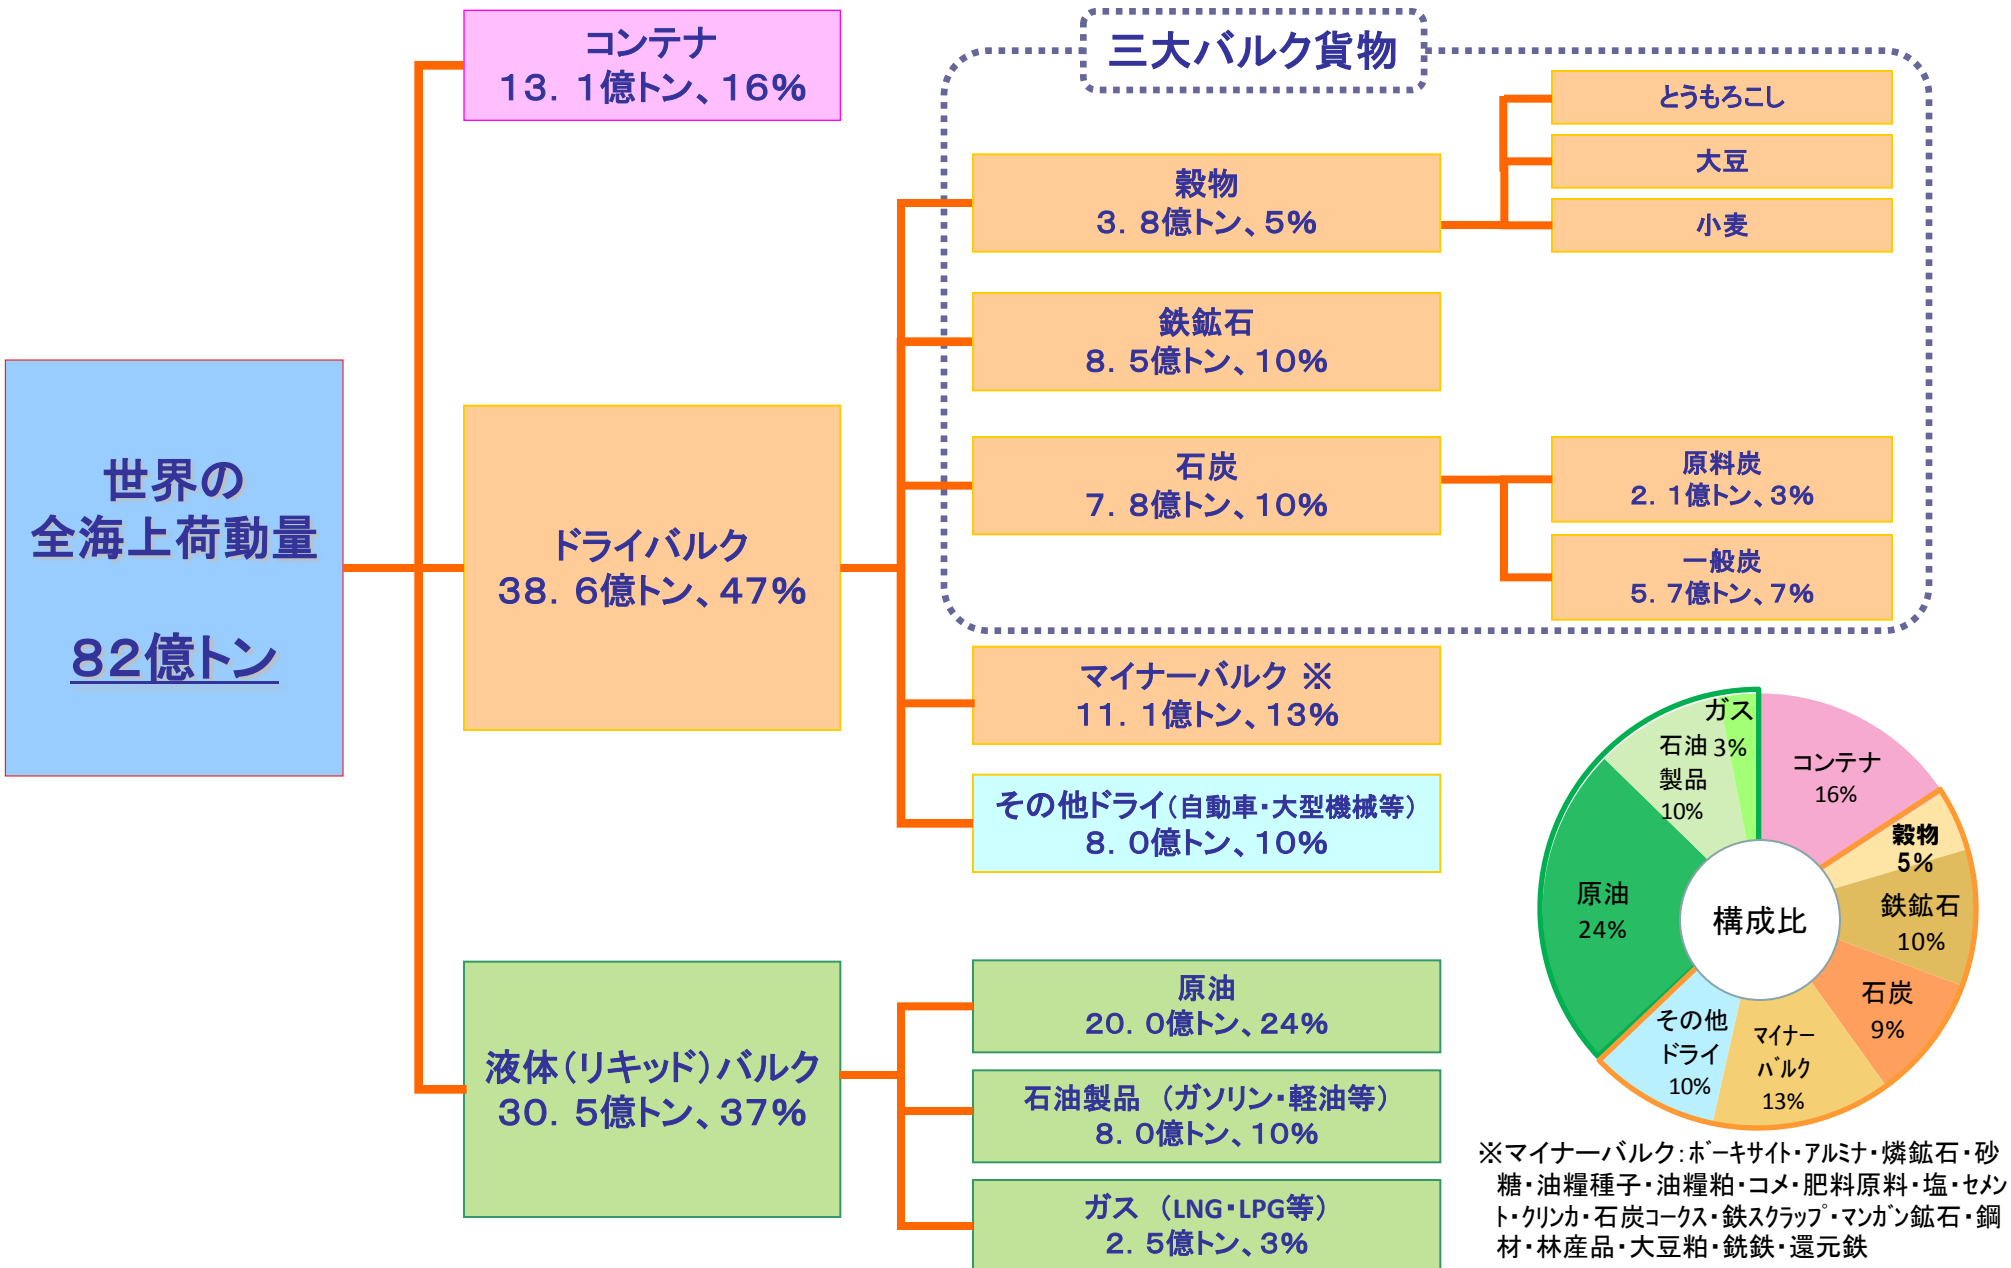 世界の
全海上荷動量
82億トン
コンテナ
13．1億トン、16%
ドライバルク
38．6億トン、47%
液体（リキッド）バルク
30．5億トン、37%
三大バルク貨物
穀物
3．8億トン、5%
とうもろこし
大豆
小麦
鉄鉱石
8．5億トン、10%
石炭
7．8億トン、10%
原料炭
2．1億トン、3%
一般炭
5．7億トン、7%
マイナーバルク ※
11．1億トン、13%
その他ドライ（自動車・大型機械等）
8．0億トン、10%
原油
20．0億トン、24%
石油製品 （ガソリン・軽油等）
8．0億トン、10%
ガス （LNG・LPG等）
2．5億トン、3%
構成比
コンテナ
16%
穀物
5%
鉄鉱石
10%
石炭
9%
マイナー
バルク
13%
その他
ドライ
10%
原油
24%
石油
製品
10%
ガス
3%
※マイナーバルク：ﾎﾞｰｷｻｲﾄ・ｱﾙﾐﾅ・燐鉱石・砂
糖・油糧種子・油糧粕・コメ・肥料原料・塩・ｾﾒﾝ
ﾄ・ｸﾘﾝｶ・石炭ｺｰｸｽ・鉄ｽｸﾗｯﾌﾟ・ﾏﾝｶﾞﾝ鉱石・鋼
材・林産品・大豆粕・銑鉄・還元鉄